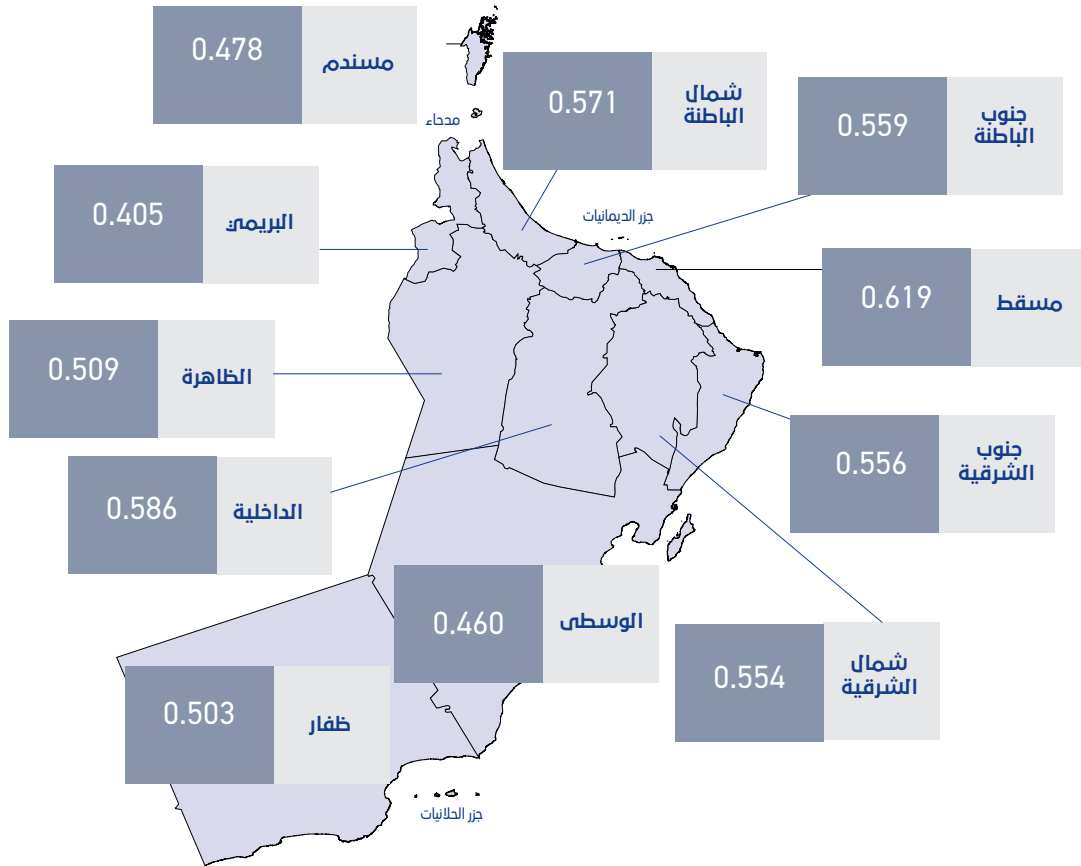 0.478
مسندم
مدحاء
0.571
شمال
الباطنة
0.559
جنوب
الباطنة
0.405
البريمي
جزر الديمانيات
0.619
مسقط
0.509
الظاهرة
0.556
جنوب
الشرقية
0.586
الداخلية
0.460
الوسطى
0.554
شمال
الشرقية
0.503
ظفار
جزر الحلانيات